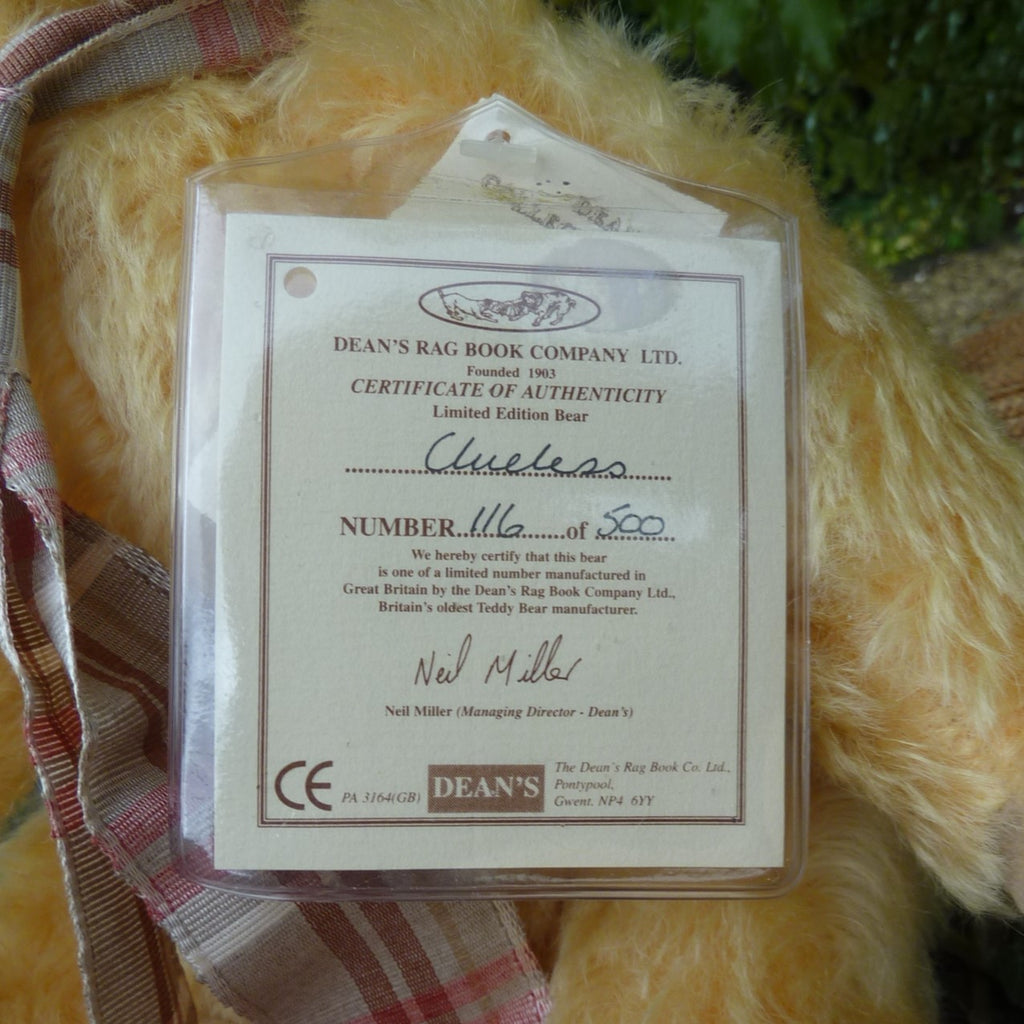 DEAN'S RAG BOOK COMPANY LTD.
Founded 1903
CERTIFICATE OF AUTHENTICITY
Limited Edition Bear
Clueless
NUMBER 116 of 500
We hereby certify that this bear
is one of a limited number manufactured in
Great Britain by the Dean's Rag Book Company Ltd.,
Britain's oldest Teddy Bear manufacturer.
Neil Miller
Neil Miller (Managing Director - Dean's)
CE PA 3164(GB) DEAN'S
The Dean's Rag Book Co. Ltd.,
Pontypool,
Gwent. NP4 6YY